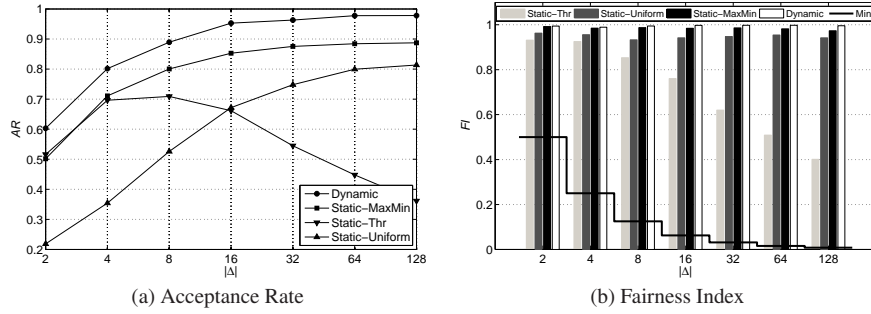 1
0.9
0.8
0.7
0.6
0.5
0.4
0.3
0.2
AR
2 4 8 16 32 64 128
|Δ|
Dynamic
Static-MaxMin
Static-Thr
Static-Uniform
(a) Acceptance Rate
Static-Thr Static-Uniform Static-MaxMin Dynamic Min
1
0.8
0.6
0.4
0.2
0
FI
2 4 8 16 32 64 128
|Δ|
(b) Fairness Index